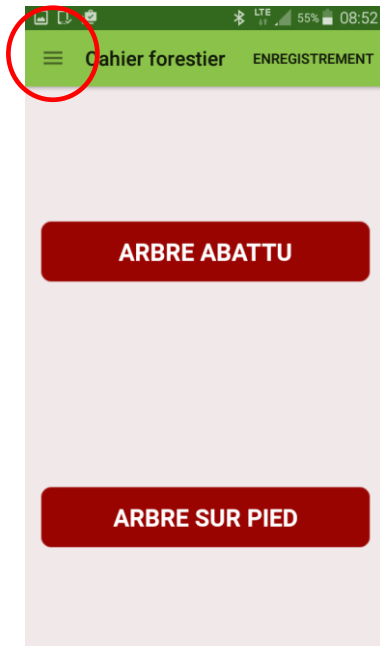 LTE 55% 08:52
Cahier forestier ENREGISTREMENT
ARBRE ABATTU
ARBRE SUR PIED